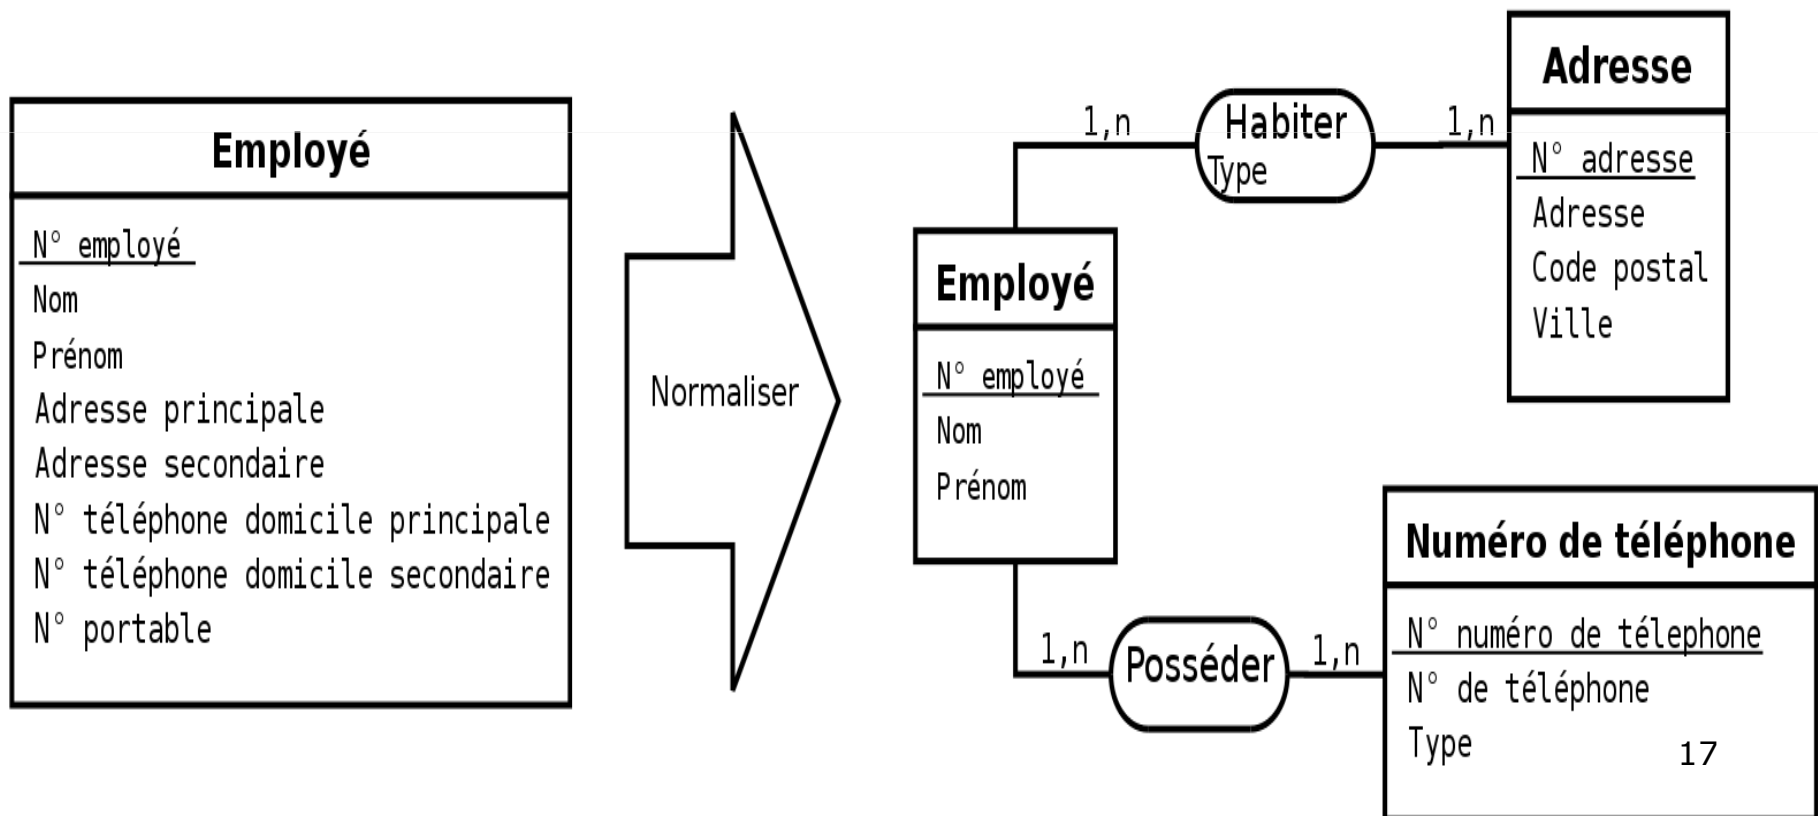 Employé
N° employé
Nom
Prénom
Adresse principale
Adresse secondaire
N° téléphone domicile principale
N° téléphone domicile secondaire
N° portable
Normaliser
1,n
Habiter
Type
1,n
Adresse
N° adresse
Adresse
Code postal
Ville
Employé
N° employé
Nom
Prénom
1,n
Posséder
1,n
Numéro de téléphone
N° numéro de télephone
N° de téléphone
Type
17